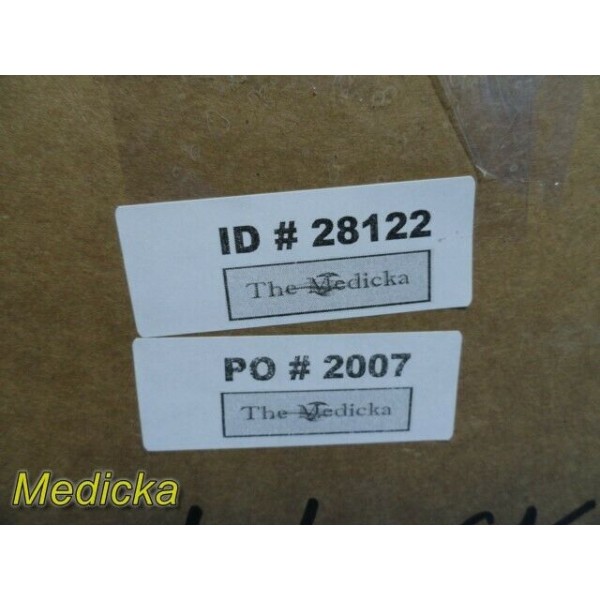 ID # 28122
The Medicka
PO # 2007
The Medicka
Medicka